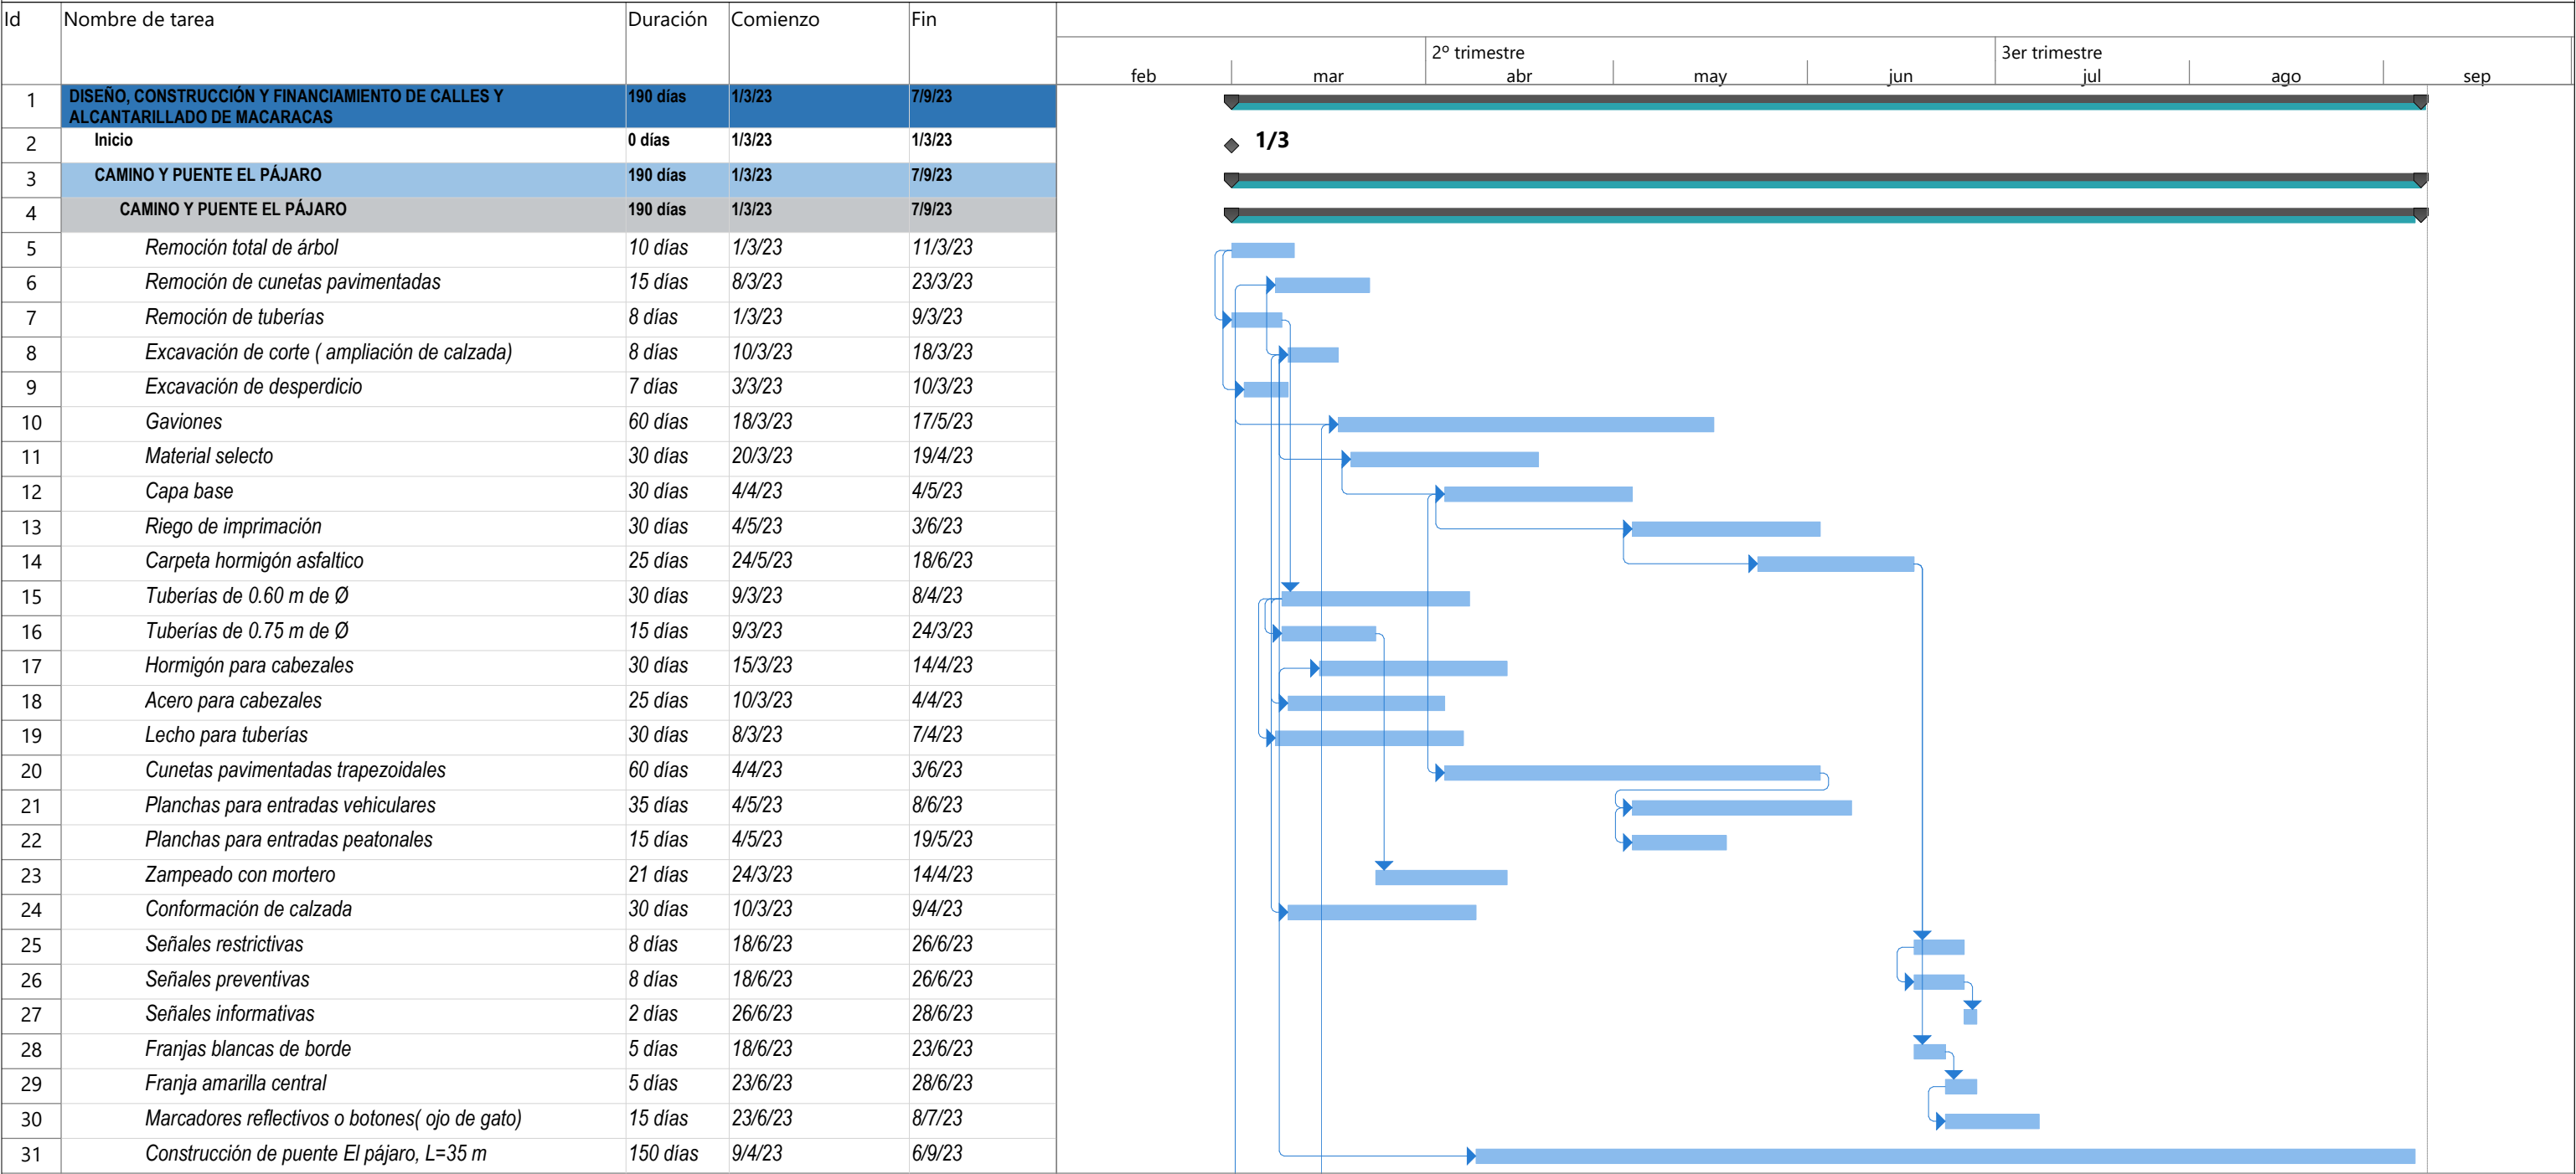 Id Nombre de tarea Duración Comienzo Fin
2º trimestre 3er trimestre
feb mar abr may jun jul ago sep
1 DISEÑO, CONSTRUCCIÓN Y FINANCIAMIENTO DE CALLES Y 190 días 1/3/23 7/9/23
ALCANTARILLADO DE MACARACAS
2 Inicio 0 días 1/3/23 1/3/23 1/3
3 CAMINO Y PUENTE EL PÁJARO 190 días 1/3/23 7/9/23
4 CAMINO Y PUENTE EL PÁJARO 190 días 1/3/23 7/9/23
5 Remoción total de árbol 10 días 1/3/23 11/3/23
6 Remoción de cunetas pavimentadas 15 días 8/3/23 23/3/23
7 Remoción de tuberías 8 días 1/3/23 9/3/23
8 Excavación de corte ( ampliación de calzada) 8 días 10/3/23 18/3/23
9 Excavación de desperdicio 7 días 3/3/23 10/3/23
10 Gaviones 60 días 18/3/23 17/5/23
11 Material selecto 30 días 20/3/23 19/4/23
12 Capa base 30 días 4/4/23 4/5/23
13 Riego de imprimación 30 días 4/5/23 3/6/23
14 Carpeta hormigón asfaltico 25 días 24/5/23 18/6/23
15 Tuberías de 0.60 m de Ø 30 días 9/3/23 8/4/23
16 Tuberías de 0.75 m de Ø 15 días 9/3/23 24/3/23
17 Hormigón para cabezales 30 días 15/3/23 14/4/23
18 Acero para cabezales 25 días 10/3/23 4/4/23
19 Lecho para tuberías 30 días 8/3/23 7/4/23
20 Cunetas pavimentadas trapezoidales 60 días 4/4/23 3/6/23
21 Planchas para entradas vehiculares 35 días 4/5/23 8/6/23
22 Planchas para entradas peatonales 15 días 4/5/23 19/5/23
23 Zampeado con mortero 21 días 24/3/23 14/4/23
24 Conformación de calzada 30 días 10/3/23 9/4/23
25 Señales restrictivas 8 días 18/6/23 26/6/23
26 Señales preventivas 8 días 18/6/23 26/6/23
27 Señales informativas 2 días 26/6/23 28/6/23
28 Franjas blancas de borde 5 días 18/6/23 23/6/23
29 Franja amarilla central 5 días 23/6/23 28/6/23
30 Marcadores reflectivos o botones( ojo de gato) 15 días 23/6/23 8/7/23
31 Construcción de puente El pájaro, L=35 m 150 días 9/4/23 6/9/23